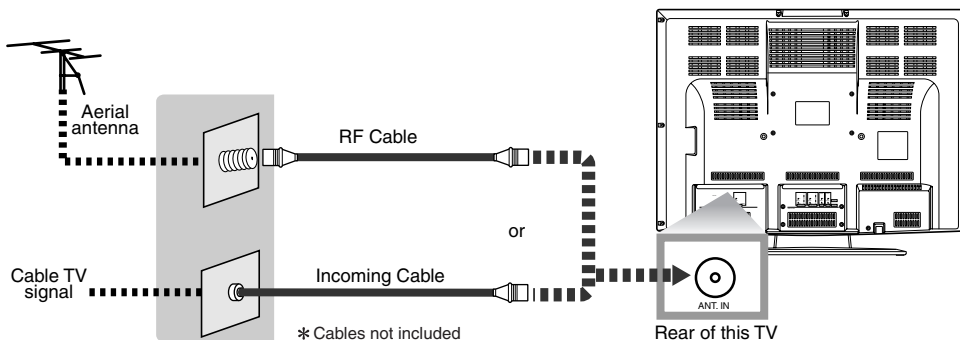 Aerial
antenna
RF Cable
or
Cable TV
signal
Incoming Cable
ANT. IN
* Cables not included
Rear of this TV